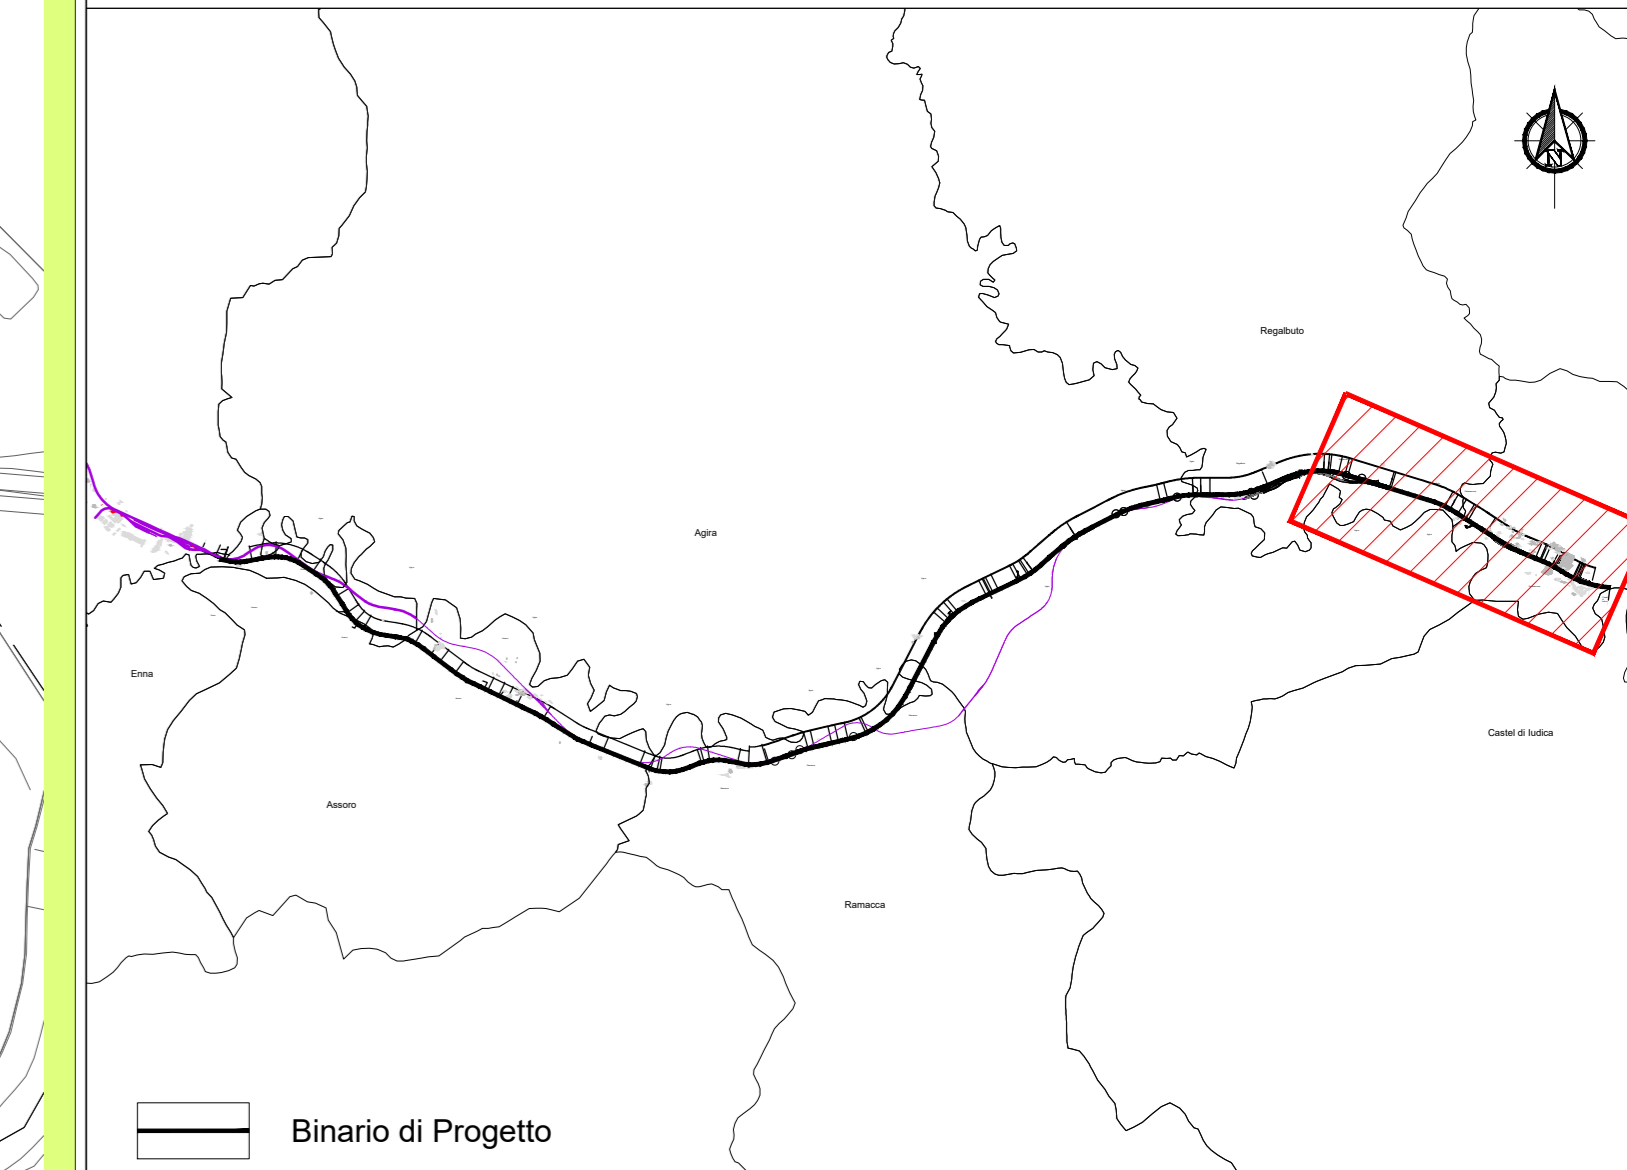 N
Regalbuto
Agira
Enna
Castel di Iudica
Assoro
Ramacca
Binario di Progetto